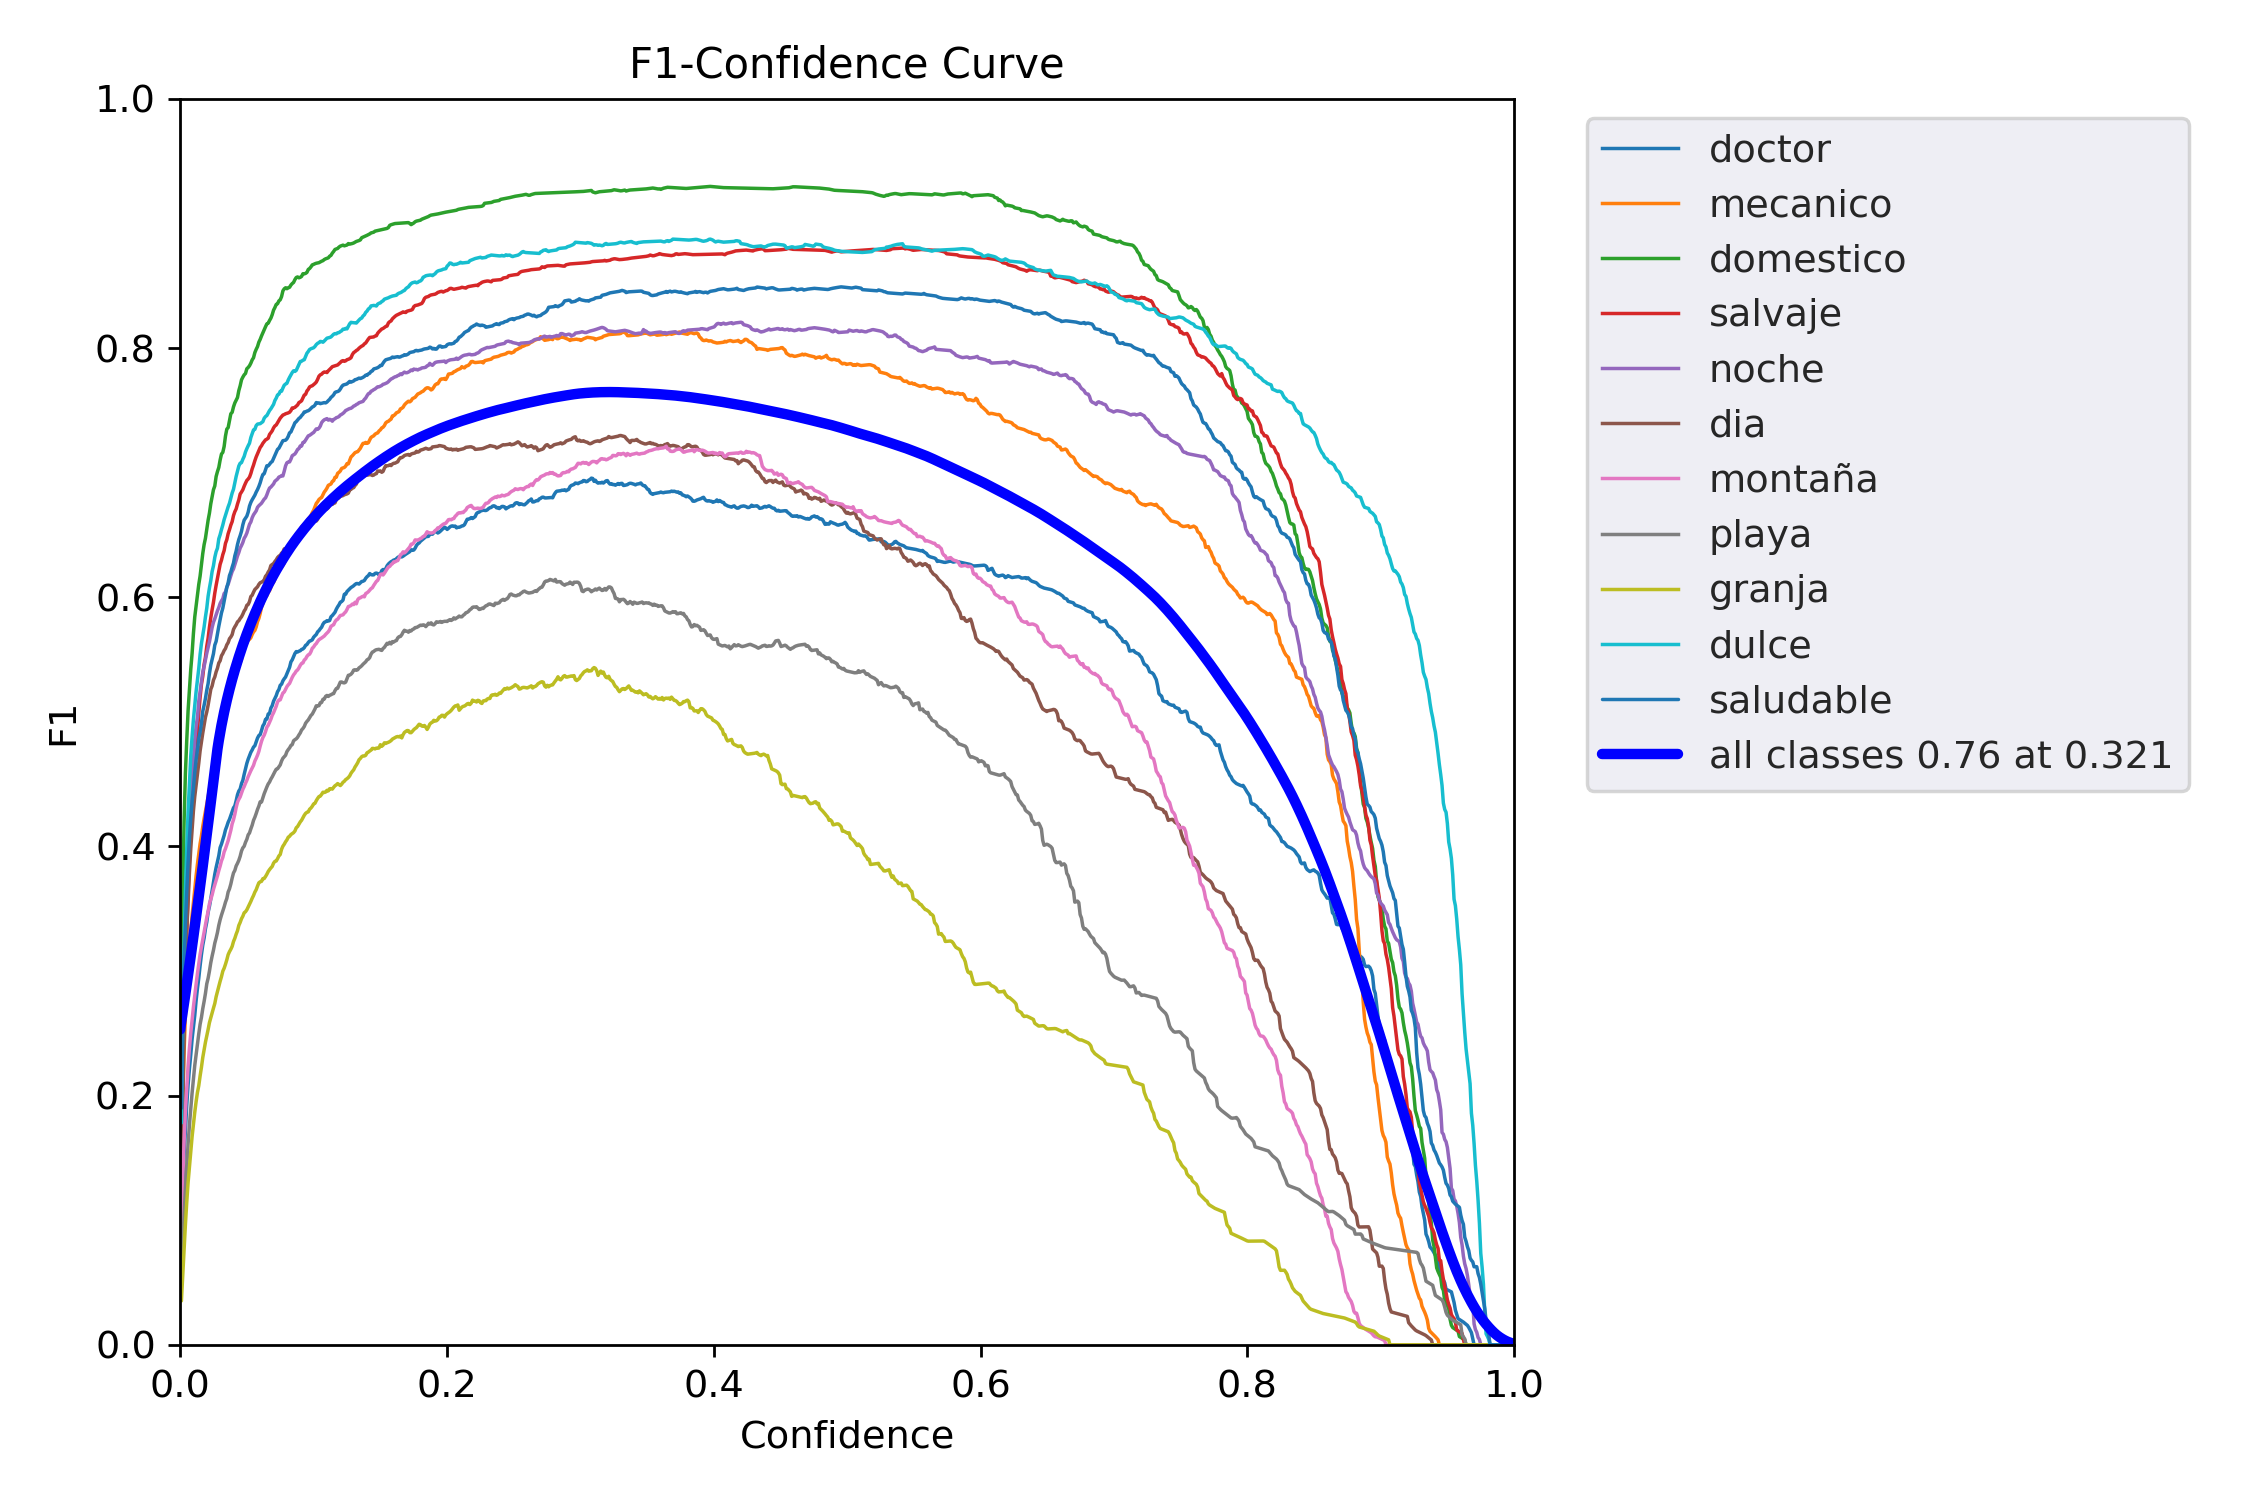 F1-Confidence Curve
1.0
0.8
0.6
0.4
0.2
0.0
F1
0.0 0.2 0.4 0.6 0.8 1.0
Confidence
doctor
mecanico
domestico
salvaje
noche
dia
montaña
playa
granja
dulce
saludable
all classes 0.76 at 0.321